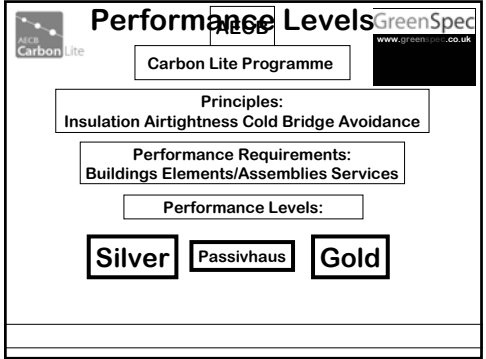 Performance Levels
AECB
AECB
Carbon Lite
GreenSpec
www.greenspec.co.uk
Carbon Lite Programme
Principles:
Insulation Airtightness Cold Bridge Avoidance
Performance Requirements:
Buildings Elements/Assemblies Services
Performance Levels:
Silver
Passivhaus
Gold